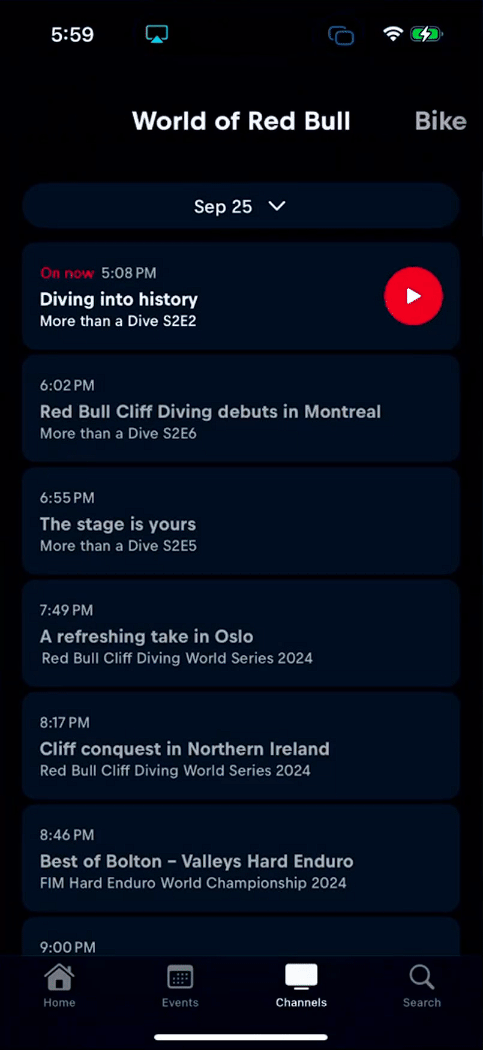 5:59
World of Red Bull
Bike
Sep 25
On now 5:08 PM
Diving into history
More than a Dive S2E2
6:02 PM
Red Bull Cliff Diving debuts in Montreal
More than a Dive S2E6
6:55 PM
The stage is yours
More than a Dive S2E5
7:49 PM
A refreshing take in Oslo
Red Bull Cliff Diving World Series 2024
8:17 PM
Cliff conquest in Northern Ireland
Red Bull Cliff Diving World Series 2024
8:46 PM
Best of Bolton – Valleys Hard Enduro
FIM Hard Enduro World Championship 2024
9:00 PM
Home
Events
Channels
Search